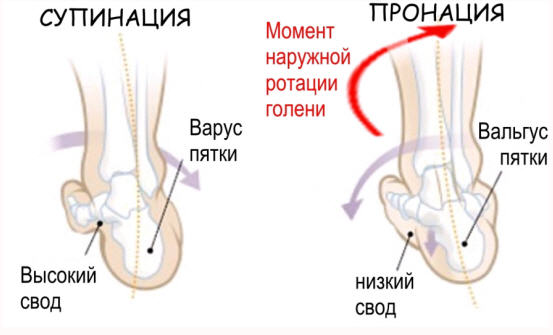 СУПИНАЦИЯ
Варус
пятки
Высокий
свод
ПРОНАЦИЯ
Момент
наружной
ротации
голени
Вальгус
пятки
низкий
свод